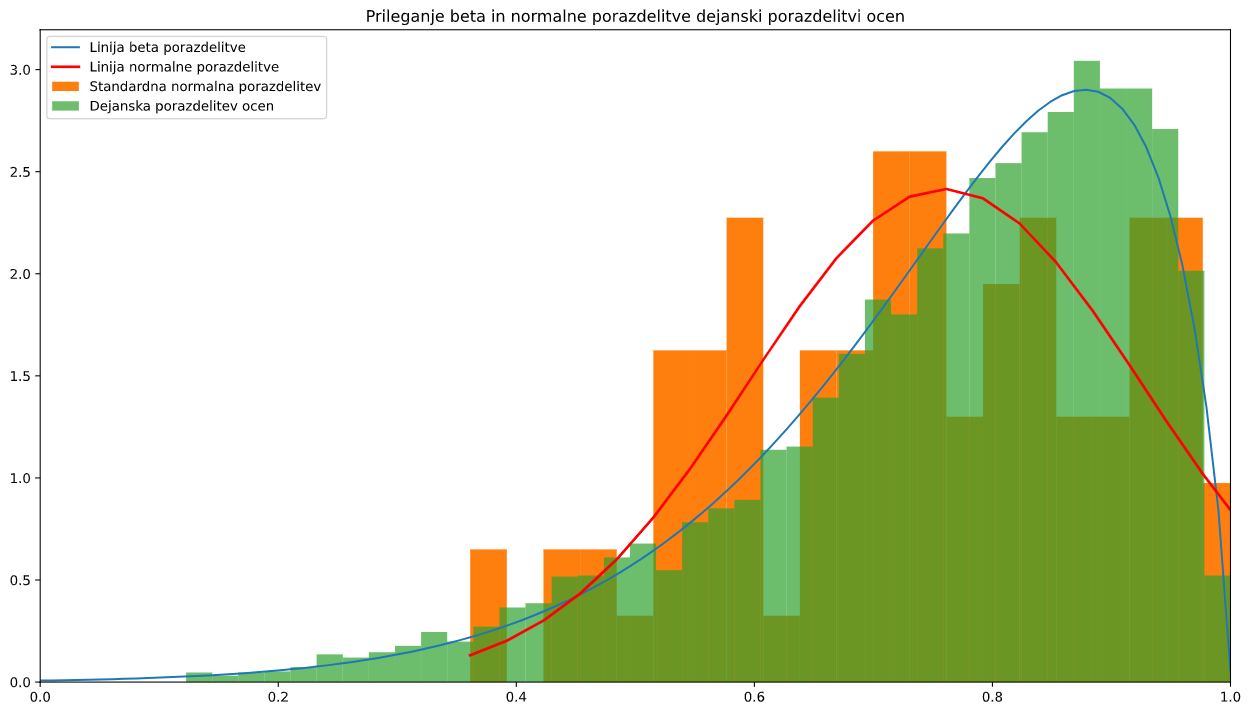 Prileganje beta in normalne porazdelitve dejanski porazdelitvi ocen
Linija beta porazdelitve
Linija normalne porazdelitve
Standardna normalna porazdelitev
Dejanska porazdelitev ocen
3.0
2.5
2.0
1.5
1.0
0.5
0.0
0.0 0.2 0.4 0.6 0.8 1.0